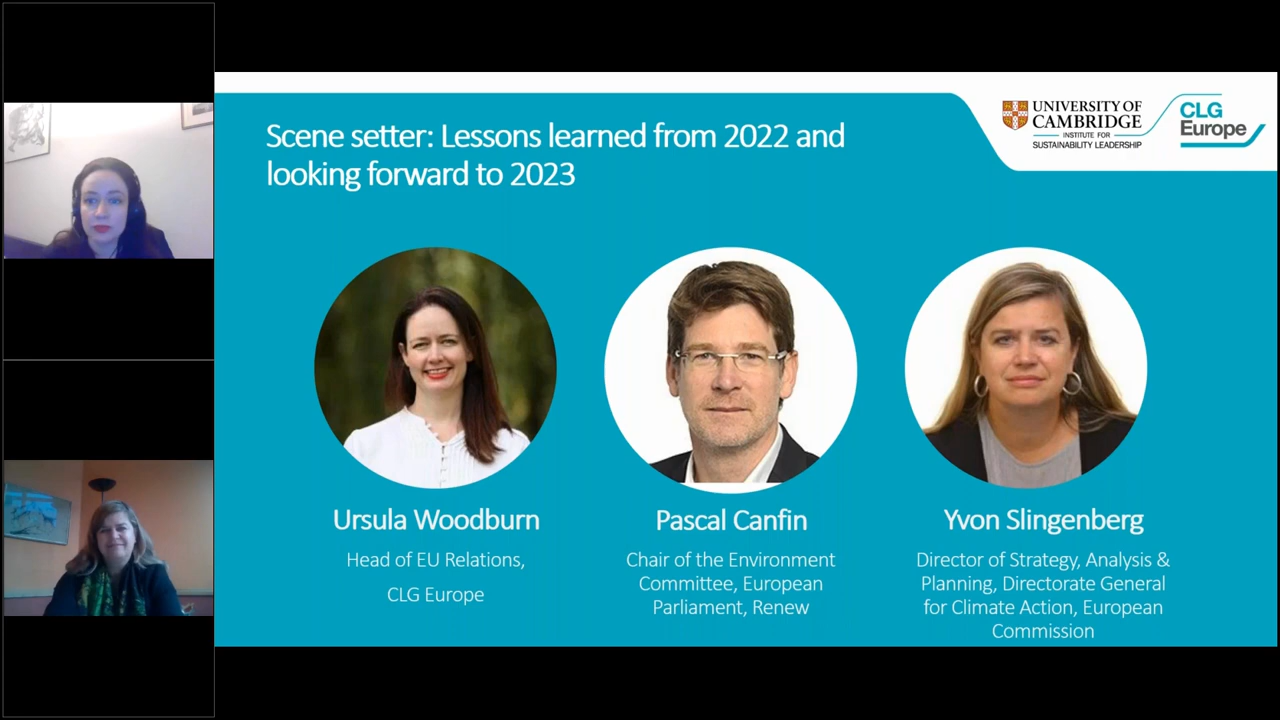 Scene setter: Lessons learned from 2022 and
looking forward to 2023
UNIVERSITY OF
CAMBRIDGE
INSTITUTE FOR
SUSTAINABILITY LEADERSHIP
CLG
Europe
Ursula Woodburn
Head of EU Relations,
CLG Europe
Pascal Canfin
Chair of the Environment
Committee, European
Parliament, Renew
Yvon Slingenberg
Director of Strategy, Analysis &
Planning, Directorate General
for Climate Action, European
Commission